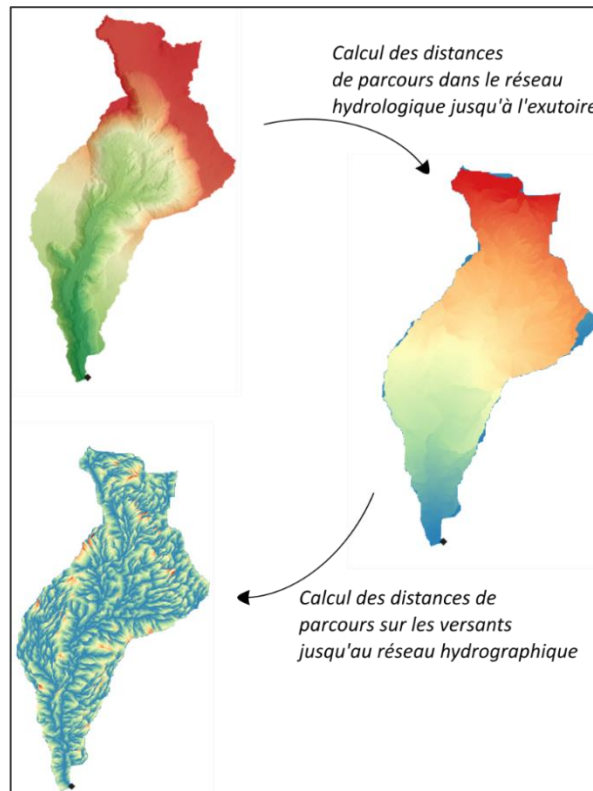 Calcul des distances
de parcours dans le réseau
hydrologique jusqu'à l'exutoire
Calcul des distances de
parcours sur les versants
jusqu'au réseau hydrographique